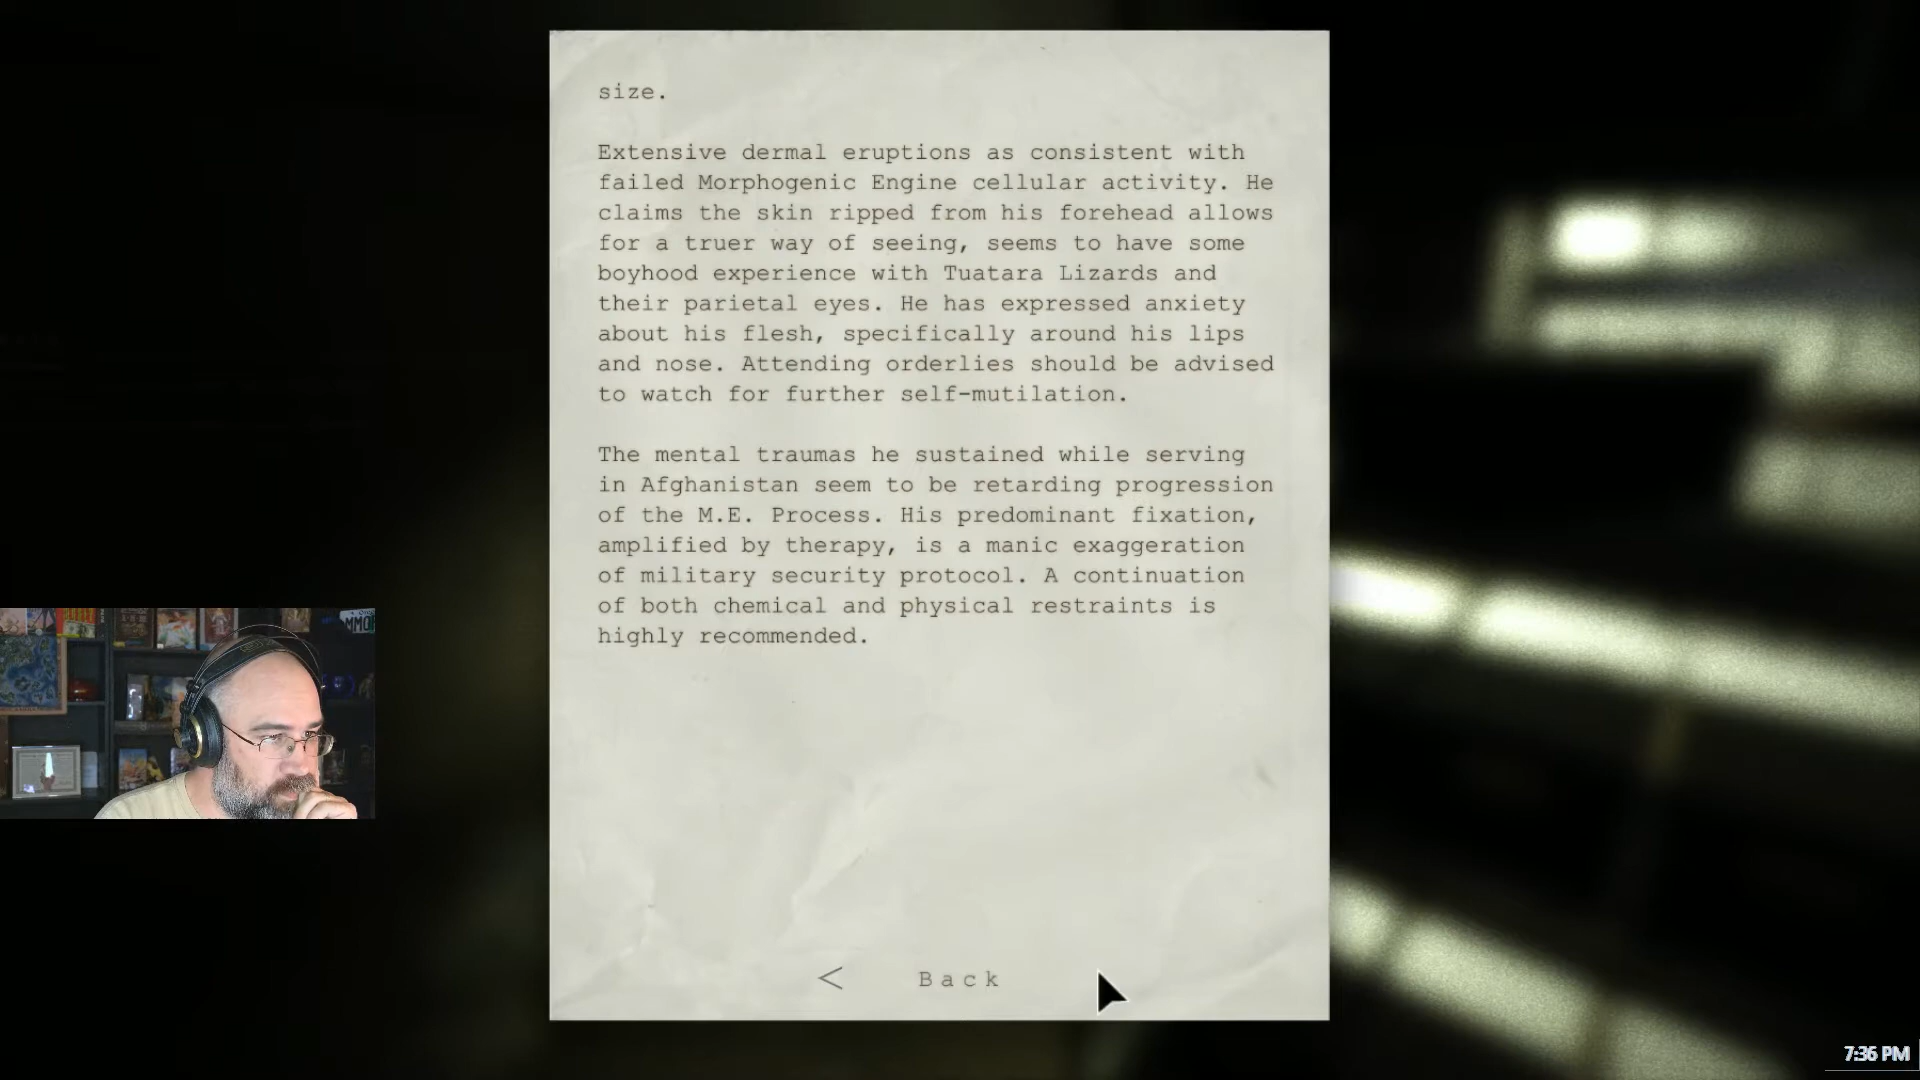 size.
Extensive dermal eruptions as consistent with
failed Morphogenic Engine cellular activity. He
claims the skin ripped from his forehead allows
for a truer way of seeing, seems to have some
boyhood experience with Tuatara Lizards and
their parietal eyes. He has expressed anxiety
about his flesh, specifically around his lips
and nose. Attending orderlies should be advised
to watch for further self-mutilation.
The mental traumas he sustained while serving
in Afghanistan seem to be retarding progression
of the M.E. Process. His predominant fixation,
amplified by therapy, is a manic exaggeration
of military security protocol. A continuation
of both chemical and physical restraints is
highly recommended.
MMO
< Back
7:36 PM